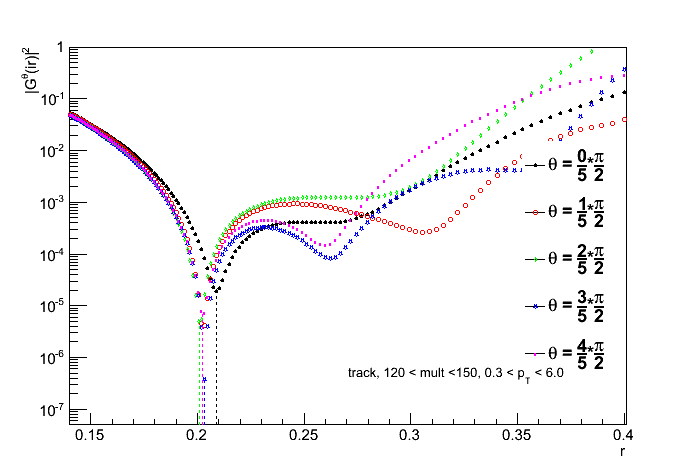 |G^θ(ir)|²
1
10⁻¹
10⁻²
10⁻³
10⁻⁴
10⁻⁵
10⁻⁶
10⁻⁷
θ = 0/5 * π/2
θ = 1/5 * π/2
θ = 2/5 * π/2
θ = 3/5 * π/2
θ = 4/5 * π/2
track, 120 < mult <150, 0.3 < p_T < 6.0
0.15 0.2 0.25 0.3 0.35 0.4
r